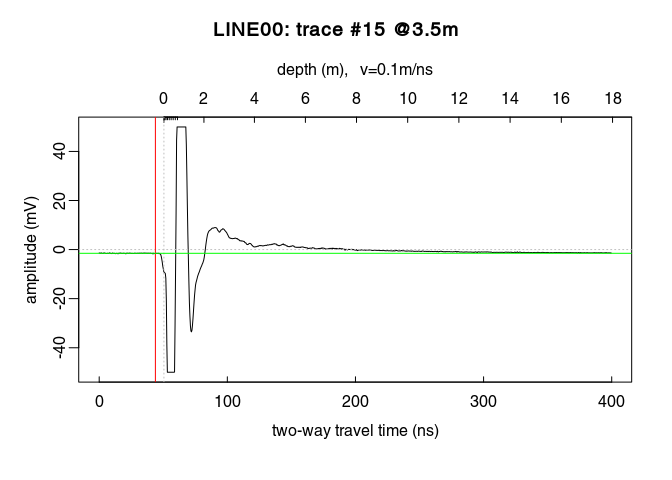 LINE00: trace #15 @3.5m
depth (m),  v=0.1m/ns
0 2 4 6 8 10 12 14 16 18
amplitude (mV)
40
20
0
-20
-40
0 100 200 300 400
two-way travel time (ns)